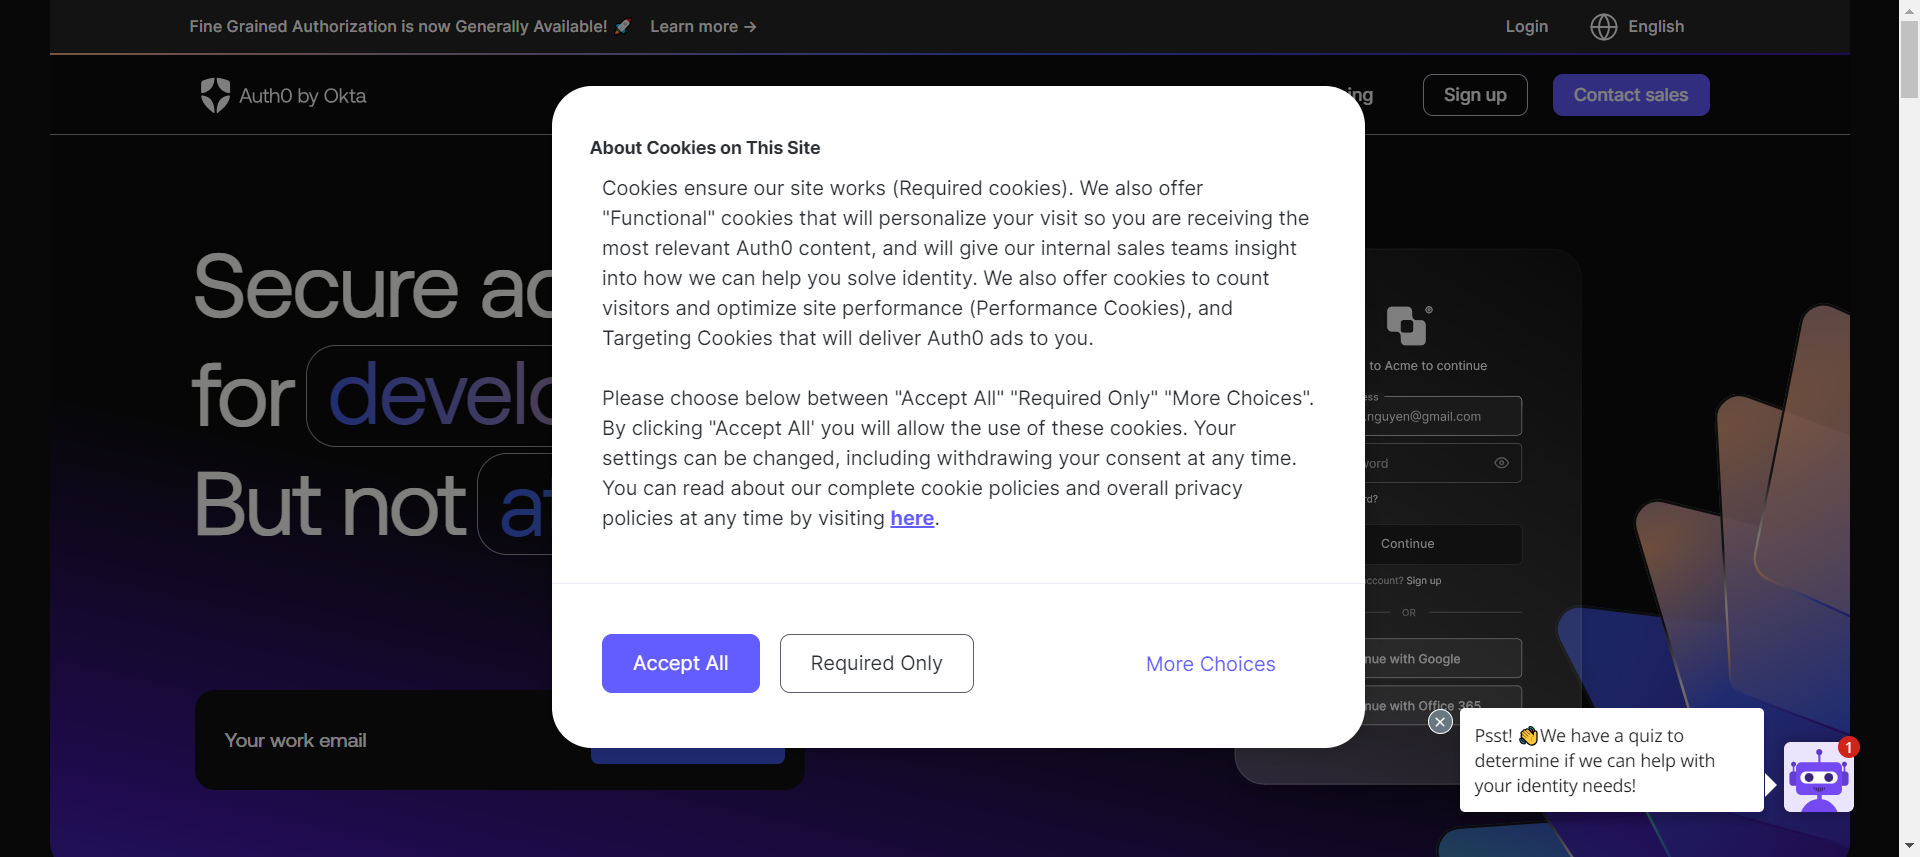 Fine Grained Authorization is now Generally Available! 🚀 Learn more →
Login
English
Auth0 by Okta
Sign up
Contact sales
About Cookies on This Site
Cookies ensure our site works (Required cookies). We also offer
"Functional" cookies that will personalize your visit so you are receiving the
most relevant Auth0 content, and will give our internal sales teams insight
into how we can help you solve identity. We also offer cookies to count
visitors and optimize site performance (Performance Cookies), and
Targeting Cookies that will deliver Auth0 ads to you.
Please choose below between "Accept All" "Required Only" "More Choices".
By clicking "Accept All' you will allow the use of these cookies. Your
settings can be changed, including withdrawing your consent at any time.
You can read about our complete cookie policies and overall privacy
policies at any time by visiting here.
Accept All
Required Only
More Choices
Secure
for
But not
Your work email
to Acme to continue
nguyen@gmail.com
Continue
Sign up
OR
with Google
with Office 365
Psst! 👏We have a quiz to
determine if we can help with
your identity needs!
1